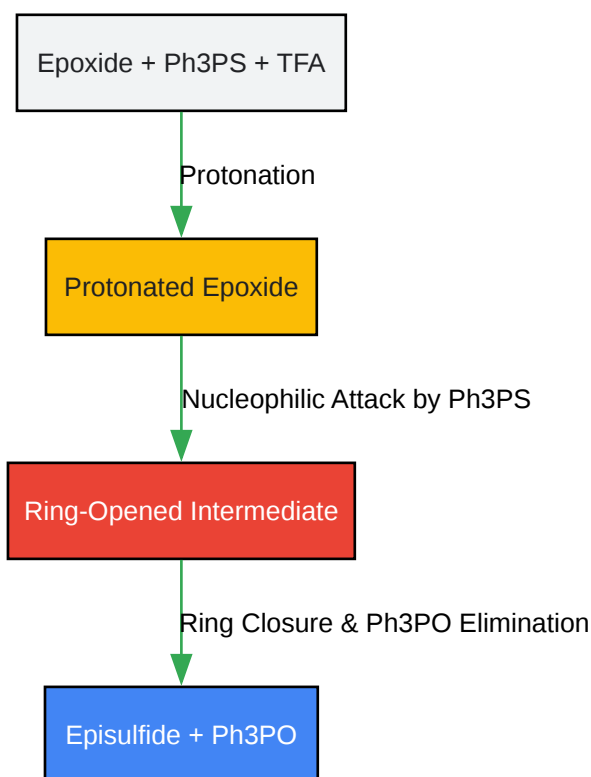 Epoxide + Ph3PS + TFA
Protonation
Protonated Epoxide
Nucleophilic Attack by Ph3PS
Ring-Opened Intermediate
Ring Closure & Ph3PO Elimination
Episulfide + Ph3PO